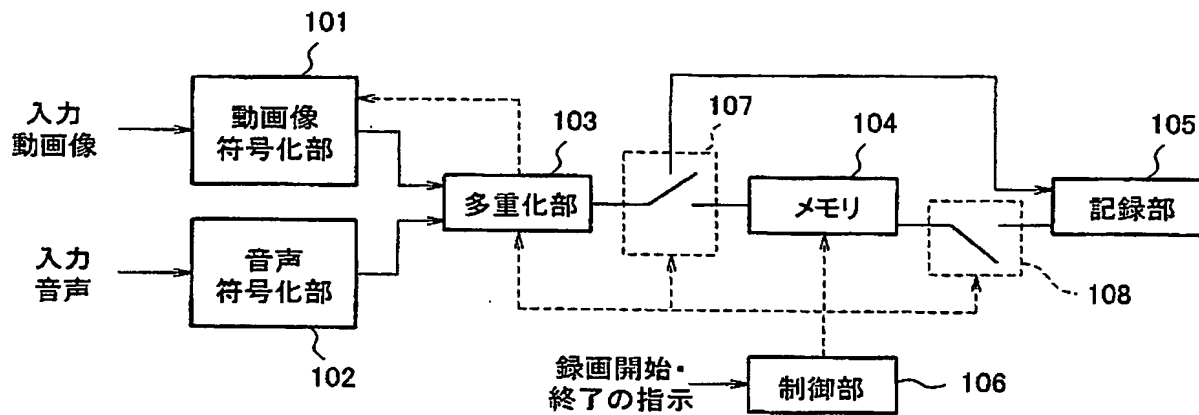 101
入力
動画像
動画像
符号化部
103
107
104
105
多重化部
メモリ
記録部
入力
音声
音声
符号化部
108
102
録画開始・
終了の指示
制御部
106